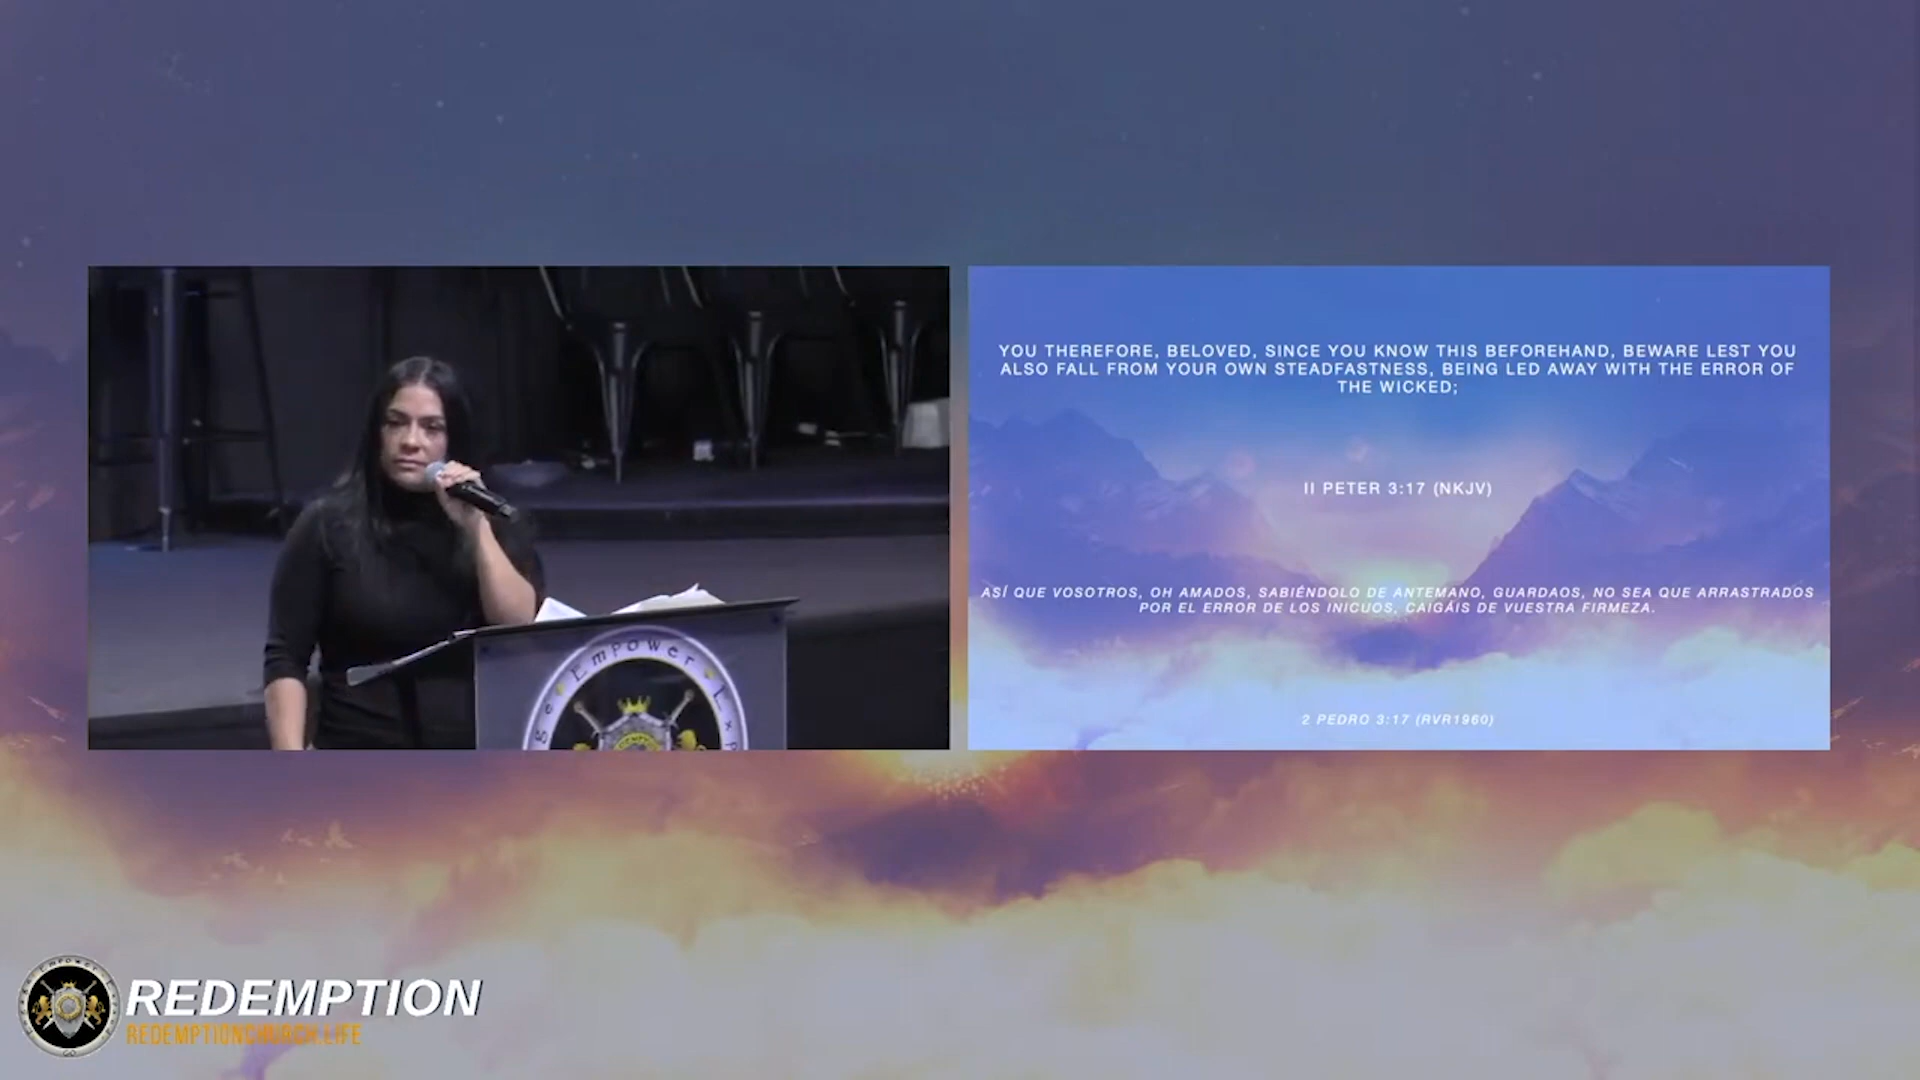 YOU THEREFORE, BELOVED, SINCE YOU KNOW THIS BEFOREHAND, BEWARE LEST YOU
ALSO FALL FROM YOUR OWN STEADFASTNESS, BEING LED AWAY WITH THE ERROR OF
THE WICKED;
II PETER 3:17 (NKJV)
ASÍ QUE VOSOTROS, OH AMADOS, SABIÉNDOLO DE ANTEMANO, GUARDAOS, NO SEA QUE ARRASTRADOS
POR EL ERROR DE LOS INICUOS, CAIGÁIS DE VUESTRA FIRMEZA.
2 PEDRO 3:17 (RVR1960)
Empower
REDEMPTION
REDEMPTIONCHURCH.LIFE